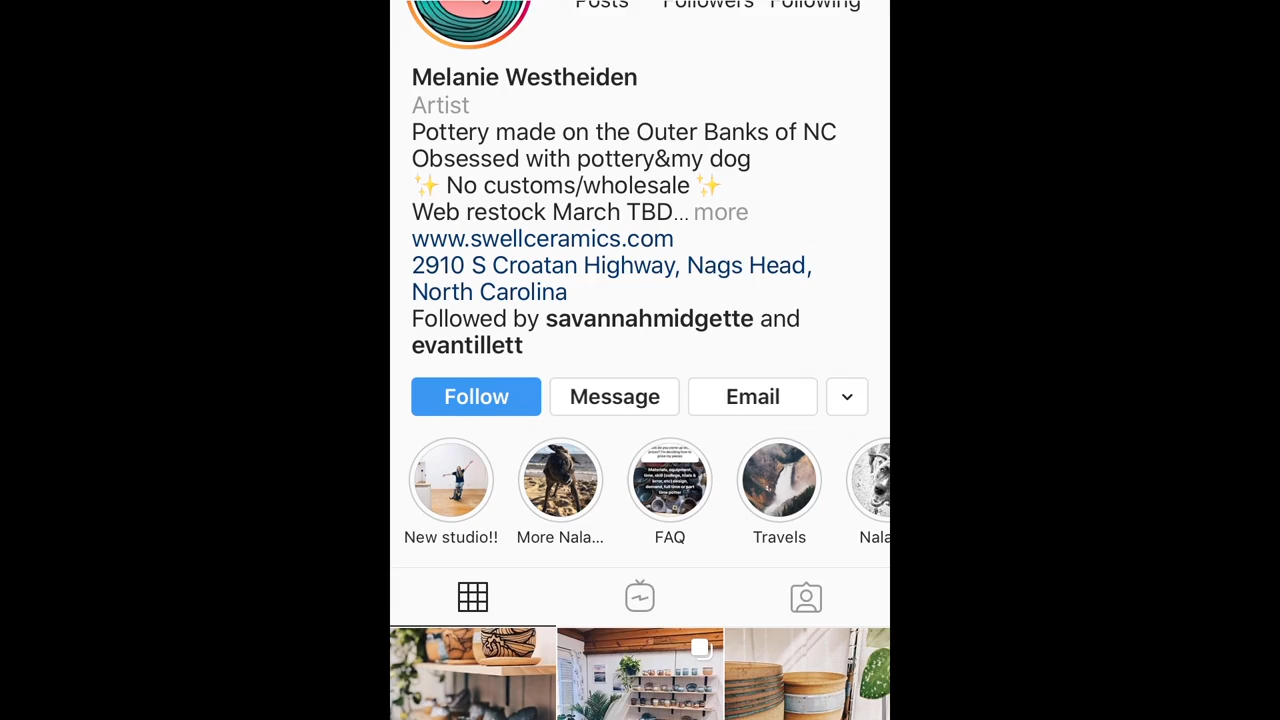 Posts Followers Following
Melanie Westheiden
Artist
Pottery made on the Outer Banks of NC
Obsessed with pottery&my dog
✨ No customs/wholesale ✨
Web restock March TBD... more
www.swellceramics.com
2910 S Croatan Highway, Nags Head,
North Carolina
Followed by savannahmidgette and
evantillett
Follow Message Email
New studio!! More Nala... FAQ Travels Nala